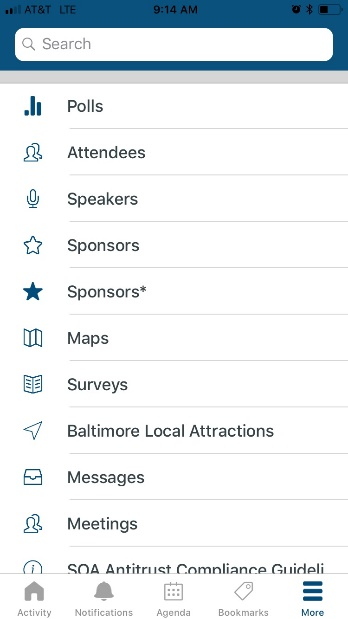 AT&T LTE 9:14 AM
Search
Polls
Attendees
Speakers
Sponsors
Sponsors*
Maps
Surveys
Baltimore Local Attractions
Messages
Meetings
SOA Antitrust Compliance Guideli
Activity Notifications Agenda Bookmarks More